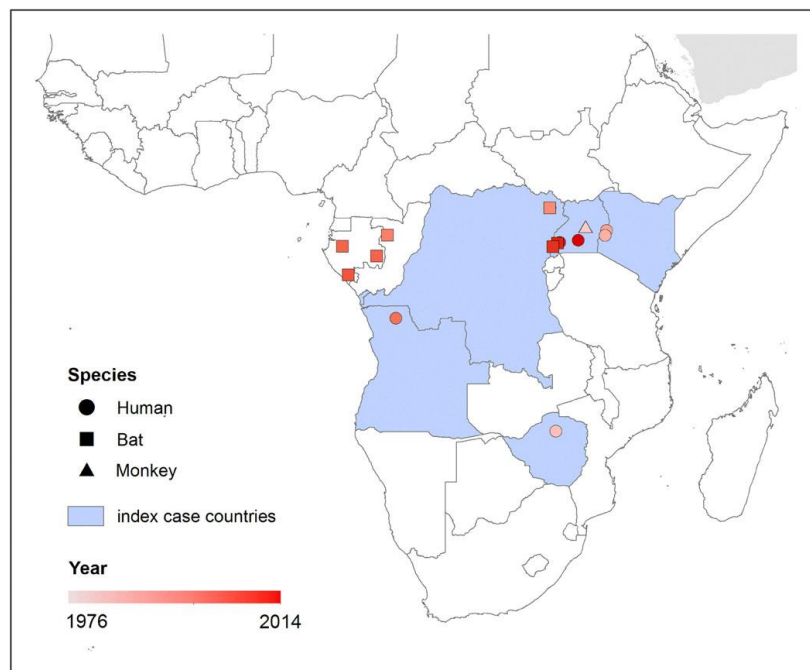 Species
Human
Bat
Monkey
index case countries
Year
1976 2014